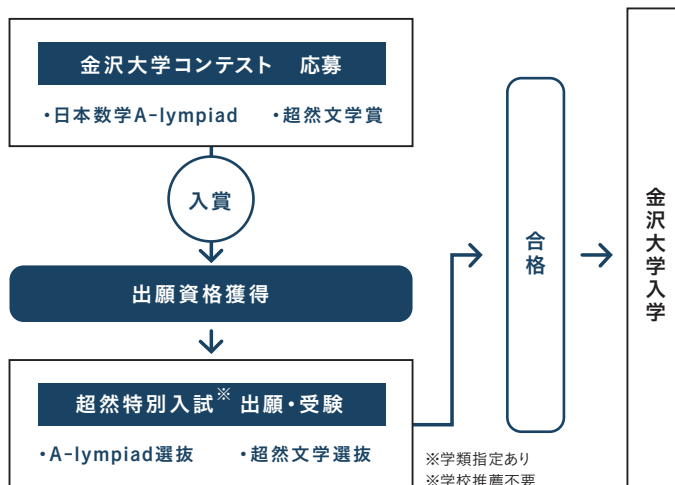 金沢大学コンテスト 応募
・日本数学A-lympiad ・超然文学賞
入賞
出願資格獲得
超然特別入試※ 出願・受験
・A-lympiad選抜 ・超然文学選抜
※学類指定あり
※学校推薦不要
合格
金沢大学入学